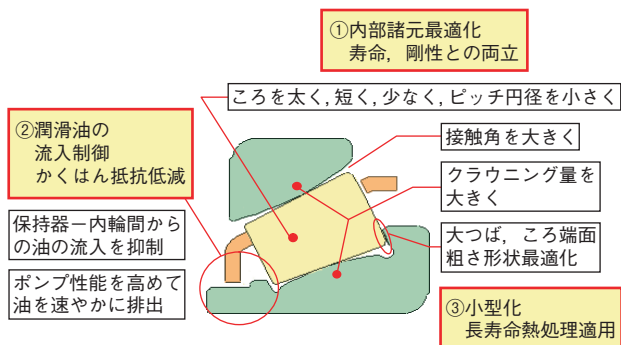 ①内部諸元最適化
寿命，剛性との両立
ころを太く，短く，少なく，ピッチ円径を小さく
②潤滑油の
流入制御
かくはん抵抗低減
接触角を大きく
クラウニング量を
大きく
保持器－内輪間から
の油の流入を抑制
大つば，ころ端面
粗さ形状最適化
ポンプ性能を高めて
油を速やかに排出
③小型化
長寿命熱処理適用